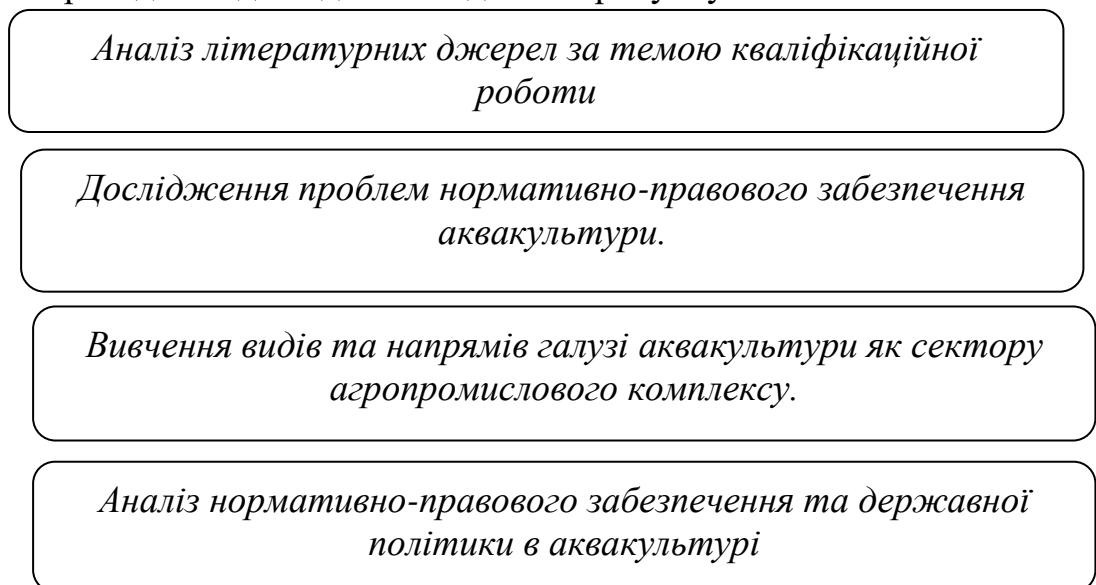 Аналіз літературних джерел за темою кваліфікаційної
роботи
Дослідження проблем нормативно-правового забезпечення
аквакультури.
Вивчення видів та напрямів галузі аквакультури як сектору
агропромислового комплексу.
Аналіз нормативно-правового забезпечення та державної
політики в аквакультурі